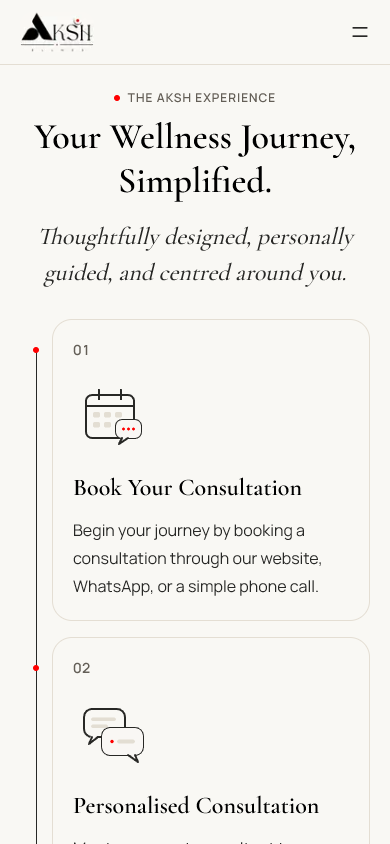 AKSH
THE AKSH EXPERIENCE
Your Wellness Journey,
Simplified.
Thoughtfully designed, personally
guided, and centred around you.
01
Book Your Consultation
Begin your journey by booking a
consultation through our website,
WhatsApp, or a simple phone call.
02
Personalised Consultation